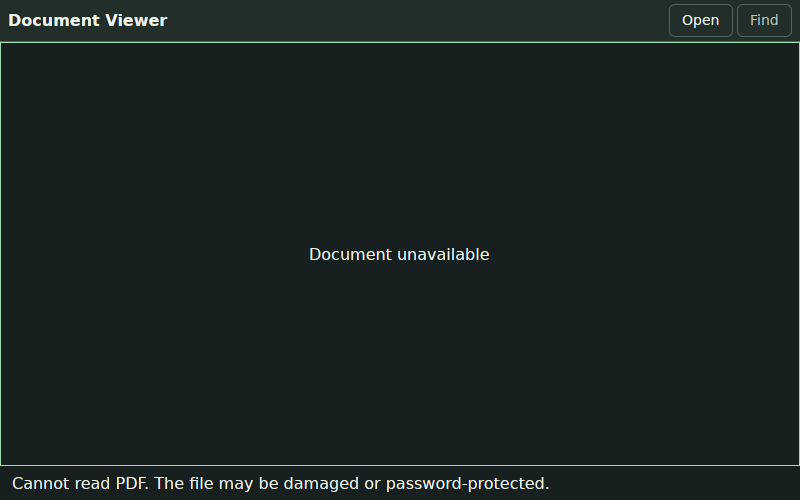 Document Viewer
Open
Find
Document unavailable
Cannot read PDF. The file may be damaged or password-protected.